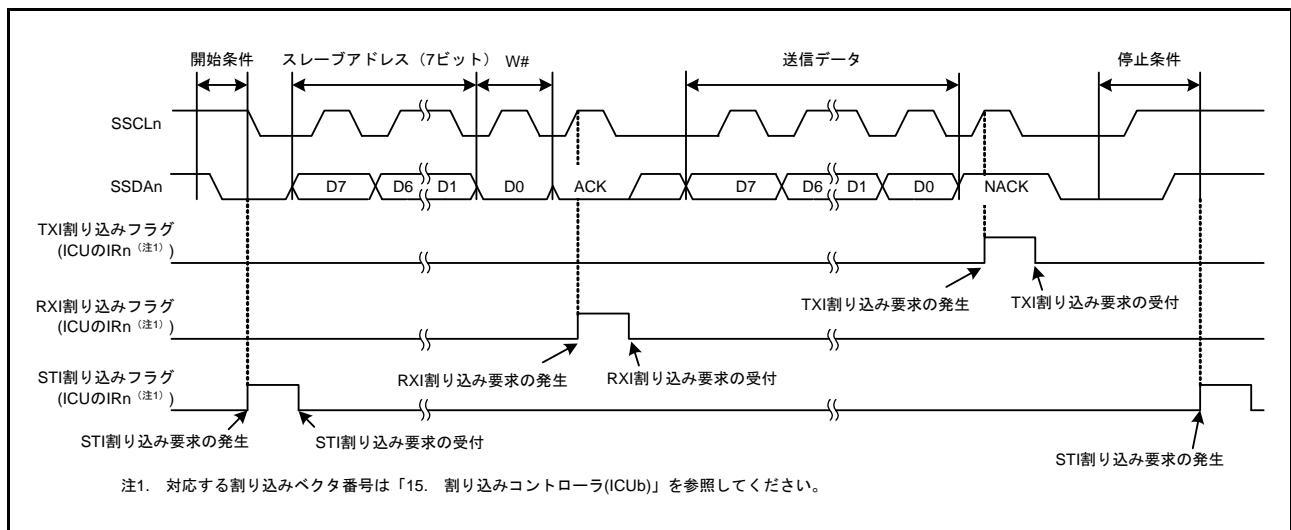 開始条件 スレーブアドレス（7ビット） W# 送信データ 停止条件
SSCLn
SSDAn D7 D6 D1 D0 ACK D7 D6 D1 D0 NACK
TXI割り込みフラグ
(ICUのIRn（注1）)
TXI割り込み要求の発生 TXI割り込み要求の受付
RXI割り込みフラグ
(ICUのIRn（注1）)
RXI割り込み要求の発生 RXI割り込み要求の受付
STI割り込みフラグ
(ICUのIRn（注1）)
STI割り込み要求の発生 STI割り込み要求の受付 STI割り込み要求の発生
注1. 対応する割り込みベクタ番号は「15. 割り込みコントローラ(ICUb)」を参照してください。